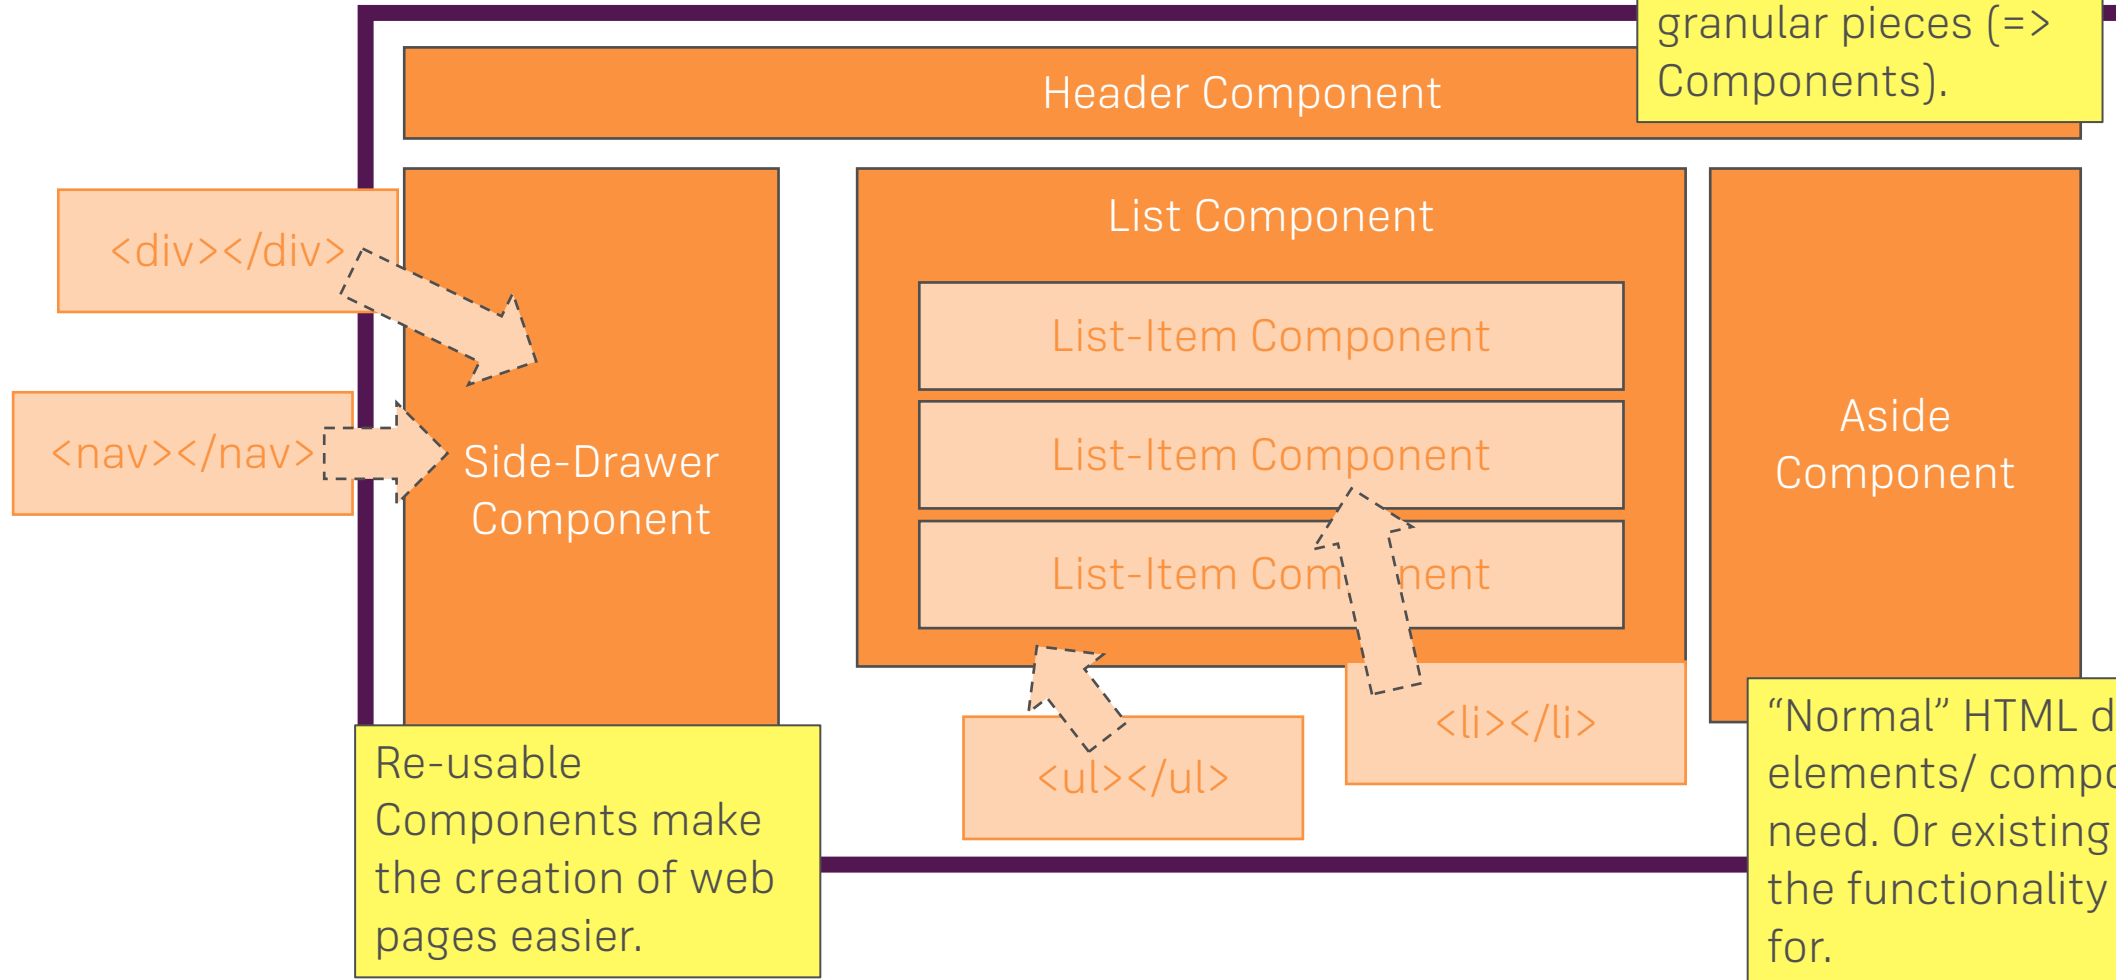 granular pieces (=>
Components).
Header Component
<div></div>
<nav></nav>
Side-Drawer
Component
List Component
List-Item Component
List-Item Component
List-Item Com nent
<ul></ul>
<li></li>
Aside
Component
Re-usable
Components make
the creation of web
pages easier.
“Normal” HTML d
elements/ compo
need. Or existing
the functionality
for.